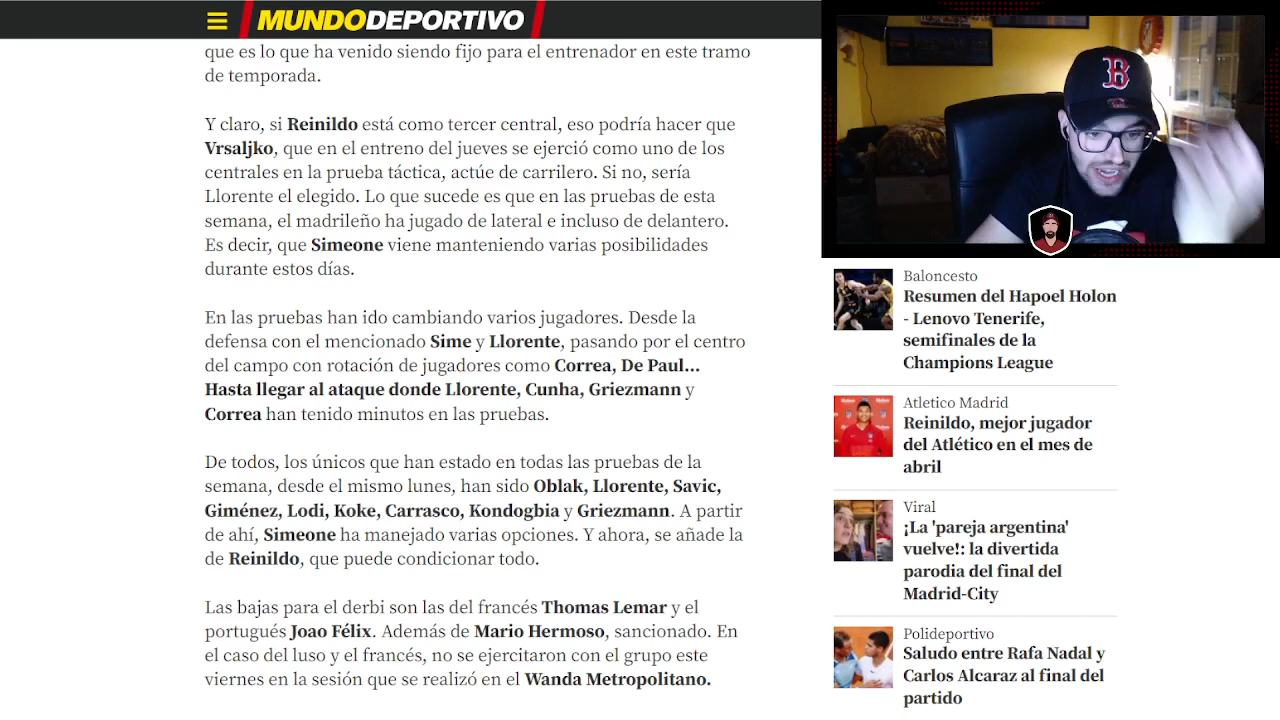 MUNDODEPORTIVO
que es lo que ha venido siendo fijo para el entrenador en este tramo
de temporada.
Y claro, si Reinildo está como tercer central, eso podría hacer que
Vrsaljko, que en el entreno del jueves se ejerció como uno de los
centrales en la prueba táctica, actúe de carrilero. Si no, sería
Llorente el elegido. Lo que sucede es que en las pruebas de esta
semana, el madrileño ha jugado de lateral e incluso de delantero.
Es decir, que Simeone viene manteniendo varias posibilidades
durante estos días.
En las pruebas han ido cambiando varios jugadores. Desde la
defensa con el mencionado Sime y Llorente, pasando por el centro
del campo con rotación de jugadores como Correa, De Paul...
Hasta llegar al ataque donde Llorente, Cunha, Griezmann y
Correa han tenido minutos en las pruebas.
De todos, los únicos que han estado en todas las pruebas de la
semana, desde el mismo lunes, han sido Oblak, Llorente, Savic,
Giménez, Lodi, Koke, Carrasco, Kondogbia y Griezmann. A partir
de ahí, Simeone ha manejado varias opciones. Y ahora, se añade la
de Reinildo, que puede condicionar todo.
Las bajas para el derbi son las del francés Thomas Lemar y el
portugués Joao Félix. Además de Mario Hermoso, sancionado. En
el caso del luso y el francés, no se ejercitaron con el grupo este
viernes en la sesión que se realizó en el Wanda Metropolitano.
B
Baloncesto
Resumen del Hapoel Holon
- Lenovo Tenerife,
semifinales de la
Champions League
Atletico Madrid
Reinildo, mejor jugador
del Atlético en el mes de
abril
Viral
¡La 'pareja argentina'
vuelve!: la divertida
parodia del final del
Madrid-City
Polideportivo
Saludo entre Rafa Nadal y
Carlos Alcaraz al final del
partido